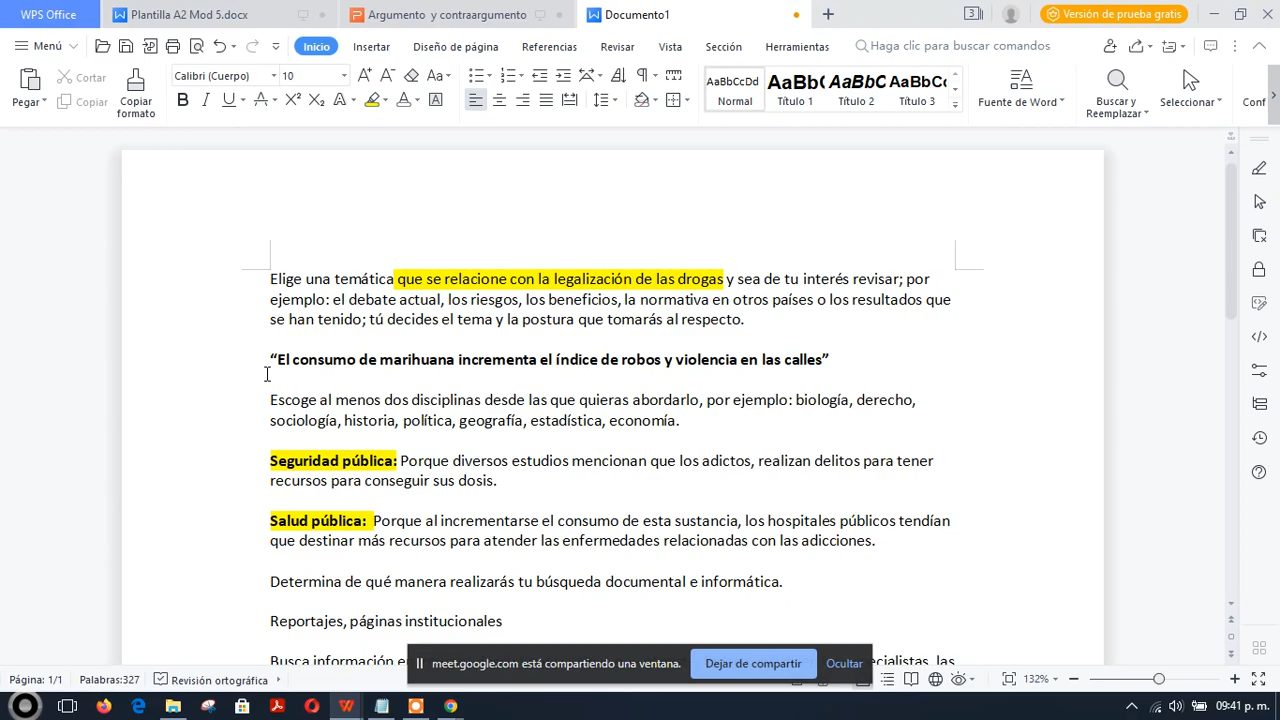 WPS Office
Plantilla A2 Mod 5.docx
Argumento y contraargumento
Documento1
3
Versión de prueba gratis
Menú
Inicio
Insertar
Diseño de página
Referencias
Revisar
Vista
Sección
Herramientas
Haga clic para buscar comandos
Pegar
Cortar
Copiar
Copiar formato
Calibri (Cuerpo)
10
AaBbCcDd
Normal
AaBb(
Título 1
AaBbC
Título 2
AaBbCc
Título 3
Fuente de Word
Buscar y Reemplazar
Seleccionar
Conf
Elige una temática que se relacione con la legalización de las drogas y sea de tu interés revisar; por
ejemplo: el debate actual, los riesgos, los beneficios, la normativa en otros países o los resultados que
se han tenido; tú decides el tema y la postura que tomarás al respecto.
“El consumo de marihuana incrementa el índice de robos y violencia en las calles”
Escoge al menos dos disciplinas desde las que quieras abordarlo, por ejemplo: biología, derecho,
sociología, historia, política, geografía, estadística, economía.
Seguridad pública: Porque diversos estudios mencionan que los adictos, realizan delitos para tener
recursos para conseguir sus dosis.
Salud pública: Porque al incrementarse el consumo de esta sustancia, los hospitales públicos tendían
que destinar más recursos para atender las enfermedades relacionadas con las adicciones.
Determina de qué manera realizarás tu búsqueda documental e informática.
Reportajes, páginas institucionales
Busca información
meet.google.com está compartiendo una ventana.
Dejar de compartir
Ocultar
Página: 1/1
Palabras:327
Revisión ortográfica
132%
09:41 p. m.